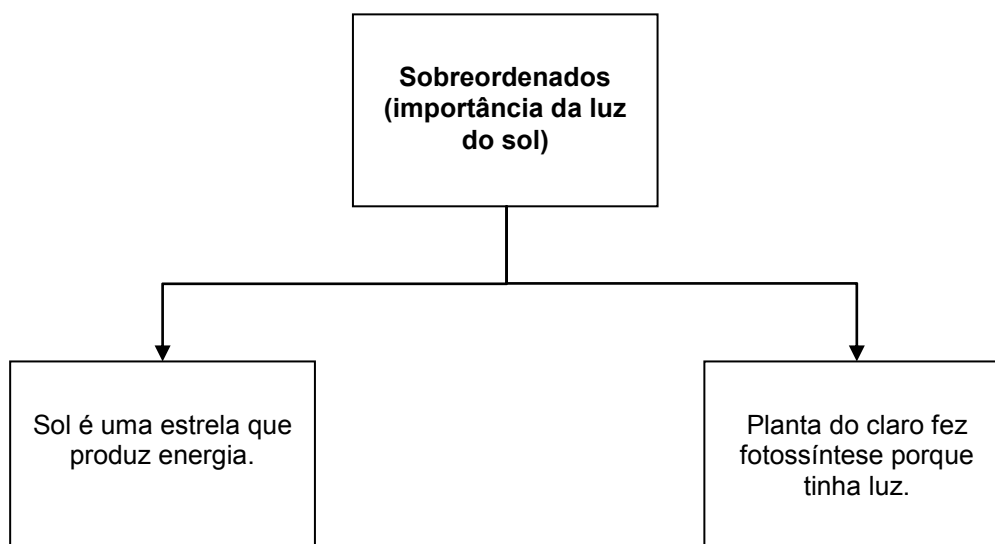 Sobreordenados
(importância da luz
do sol)
Sol é uma estrela que
produz energia.
Planta do claro fez
fotossíntese porque
tinha luz.